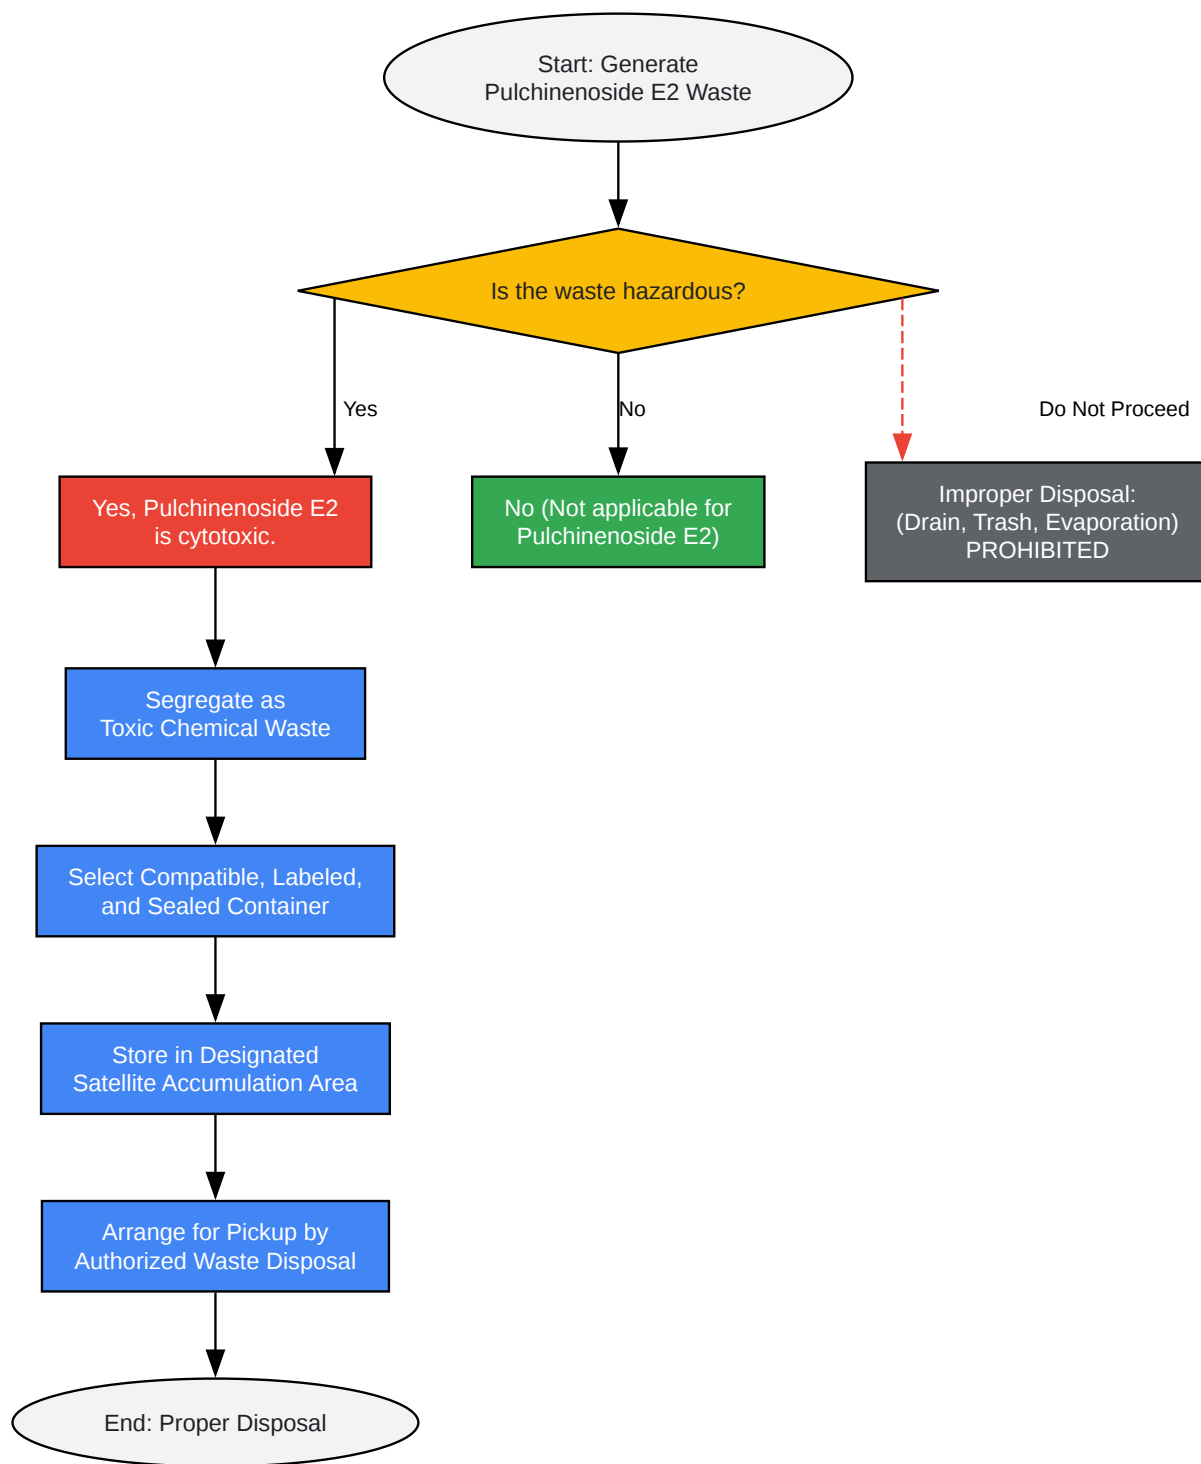 Start: Generate
Pulchinenoside E2 Waste
Is the waste hazardous?
Yes
No
Do Not Proceed
Yes, Pulchinenoside E2
is cytotoxic.
No (Not applicable for
Pulchinenoside E2)
Improper Disposal:
(Drain, Trash, Evaporation)
PROHIBITED
Segregate as
Toxic Chemical Waste
Select Compatible, Labeled,
and Sealed Container
Store in Designated
Satellite Accumulation Area
Arrange for Pickup by
Authorized Waste Disposal
End: Proper Disposal